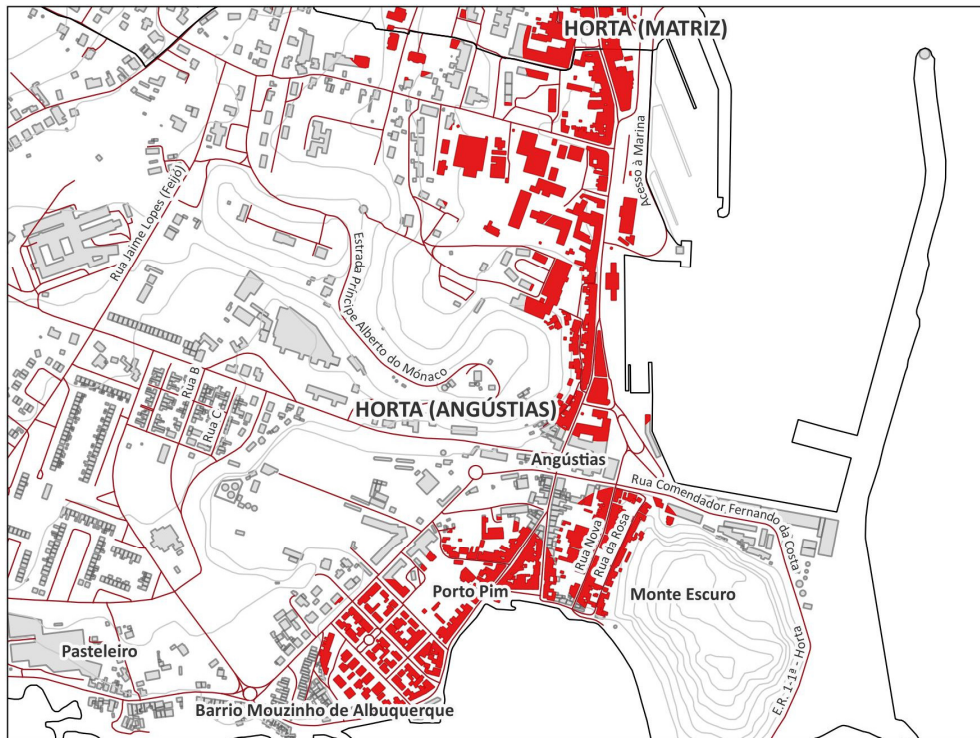 HORTA (MATRIZ)
Acesso à Marina
Rua Jaime Lopes (Feijó)
Estrada Príncipe Alberto do Mónaco
Rua B
Rua C
HORTA (ANGÚSTIAS)
Angústias
Rua Comendador Fernando da Costa
Rua Nova
Rua da Rosa
Porto Pim
Monte Escuro
Pasteleiro
E.R. 1-1ª - Horta
Barrio Mouzinho de Albuquerque